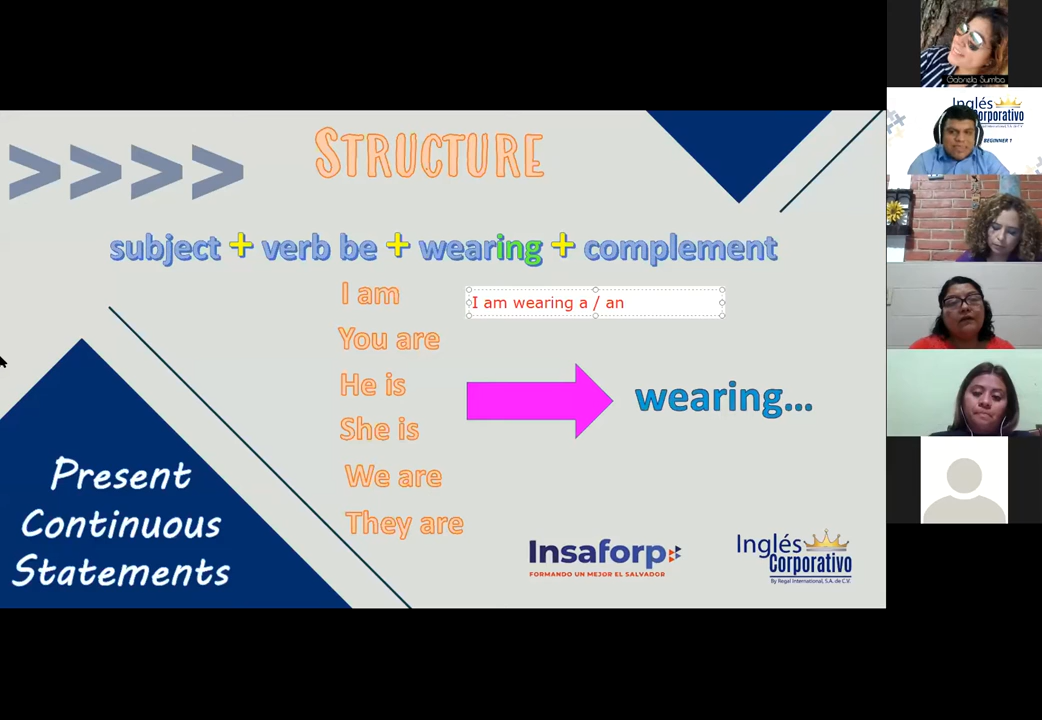 STRUCTURE
subject + verb be + wearing + complement
I am
I am wearing a / an
You are
He is
wearing...
She is
We are
They are
Present
Continuous
Statements
Insaforp
FORMANDO UN MEJOR EL SALVADOR
Inglés
Corporativo
By Regal International, S.A. de C.V.
Gabriella Sumba
Inglés
Corporativo
BEGINNER 1